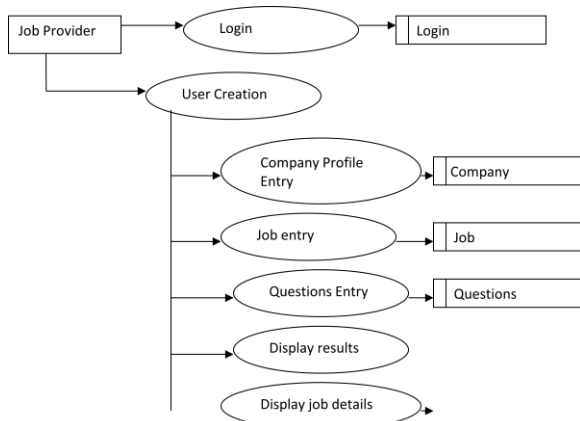 Job Provider
Login
Login
User Creation
Company Profile
Entry
Company
Job entry
Job
Questions Entry
Questions
Display results
Display job details